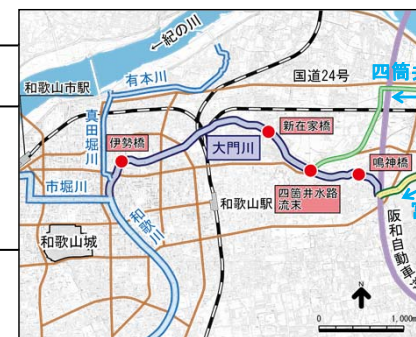 ←紀の川
有本川
国道24号
四箇井
和歌山市駅
真田堀川
伊勢橋
新在家橋
大門川
鳴神橋
市堀川
和歌川
和歌山駅
四箇井水路
流末
和歌山城
阪和自動車
N
0 1,000m